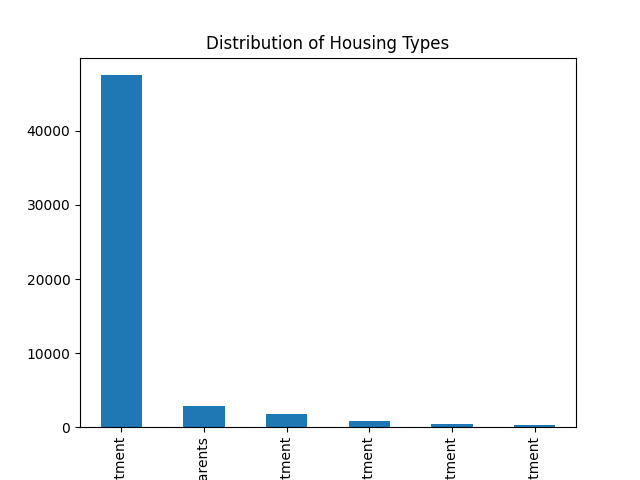 Distribution of Housing Types
40000
30000
20000
10000
0
tment
arents
tment
tment
tment
tment